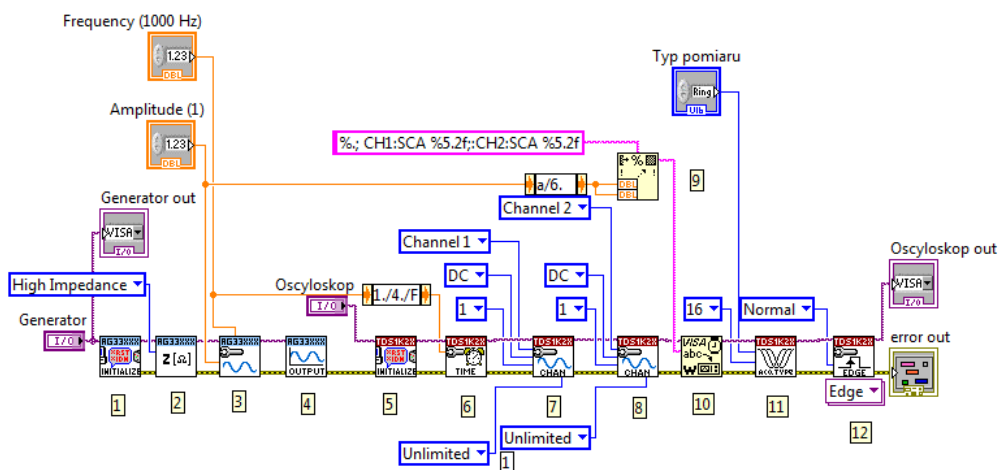 Frequency (1000 Hz)
1.23
DBL
Amplitude (1)
1.23
DBL
Typ pomiaru
Ring
U16
%.; CH1:SCA %5.2f;:CH2:SCA %5.2f
%
DBL
DBL
9
a/6.
Channel 2
Generator out
VISA
I/O
Channel 1
Oscyloskop out
VISA
I/O
High Impedance
Oscyloskop
I/O
1./4./F
DC
DC
1
1
16
Normal
Generator
I/O
error out
AG33XXX
INITIALIZE
AG33XXX
Z [Ω]
AG33XXX
AG33XXX
OUTPUT
TDS1K2X
INITIALIZE
TDS1K2X
TIME
TDS1K2X
CHAN
TDS1K2X
CHAN
VISA
abc
W
TDS1K2X
ACQ.TYPE
TDS1K2X
EDGE
Edge
1
2
3
4
5
6
7
8
10
11
12
Unlimited
Unlimited
1